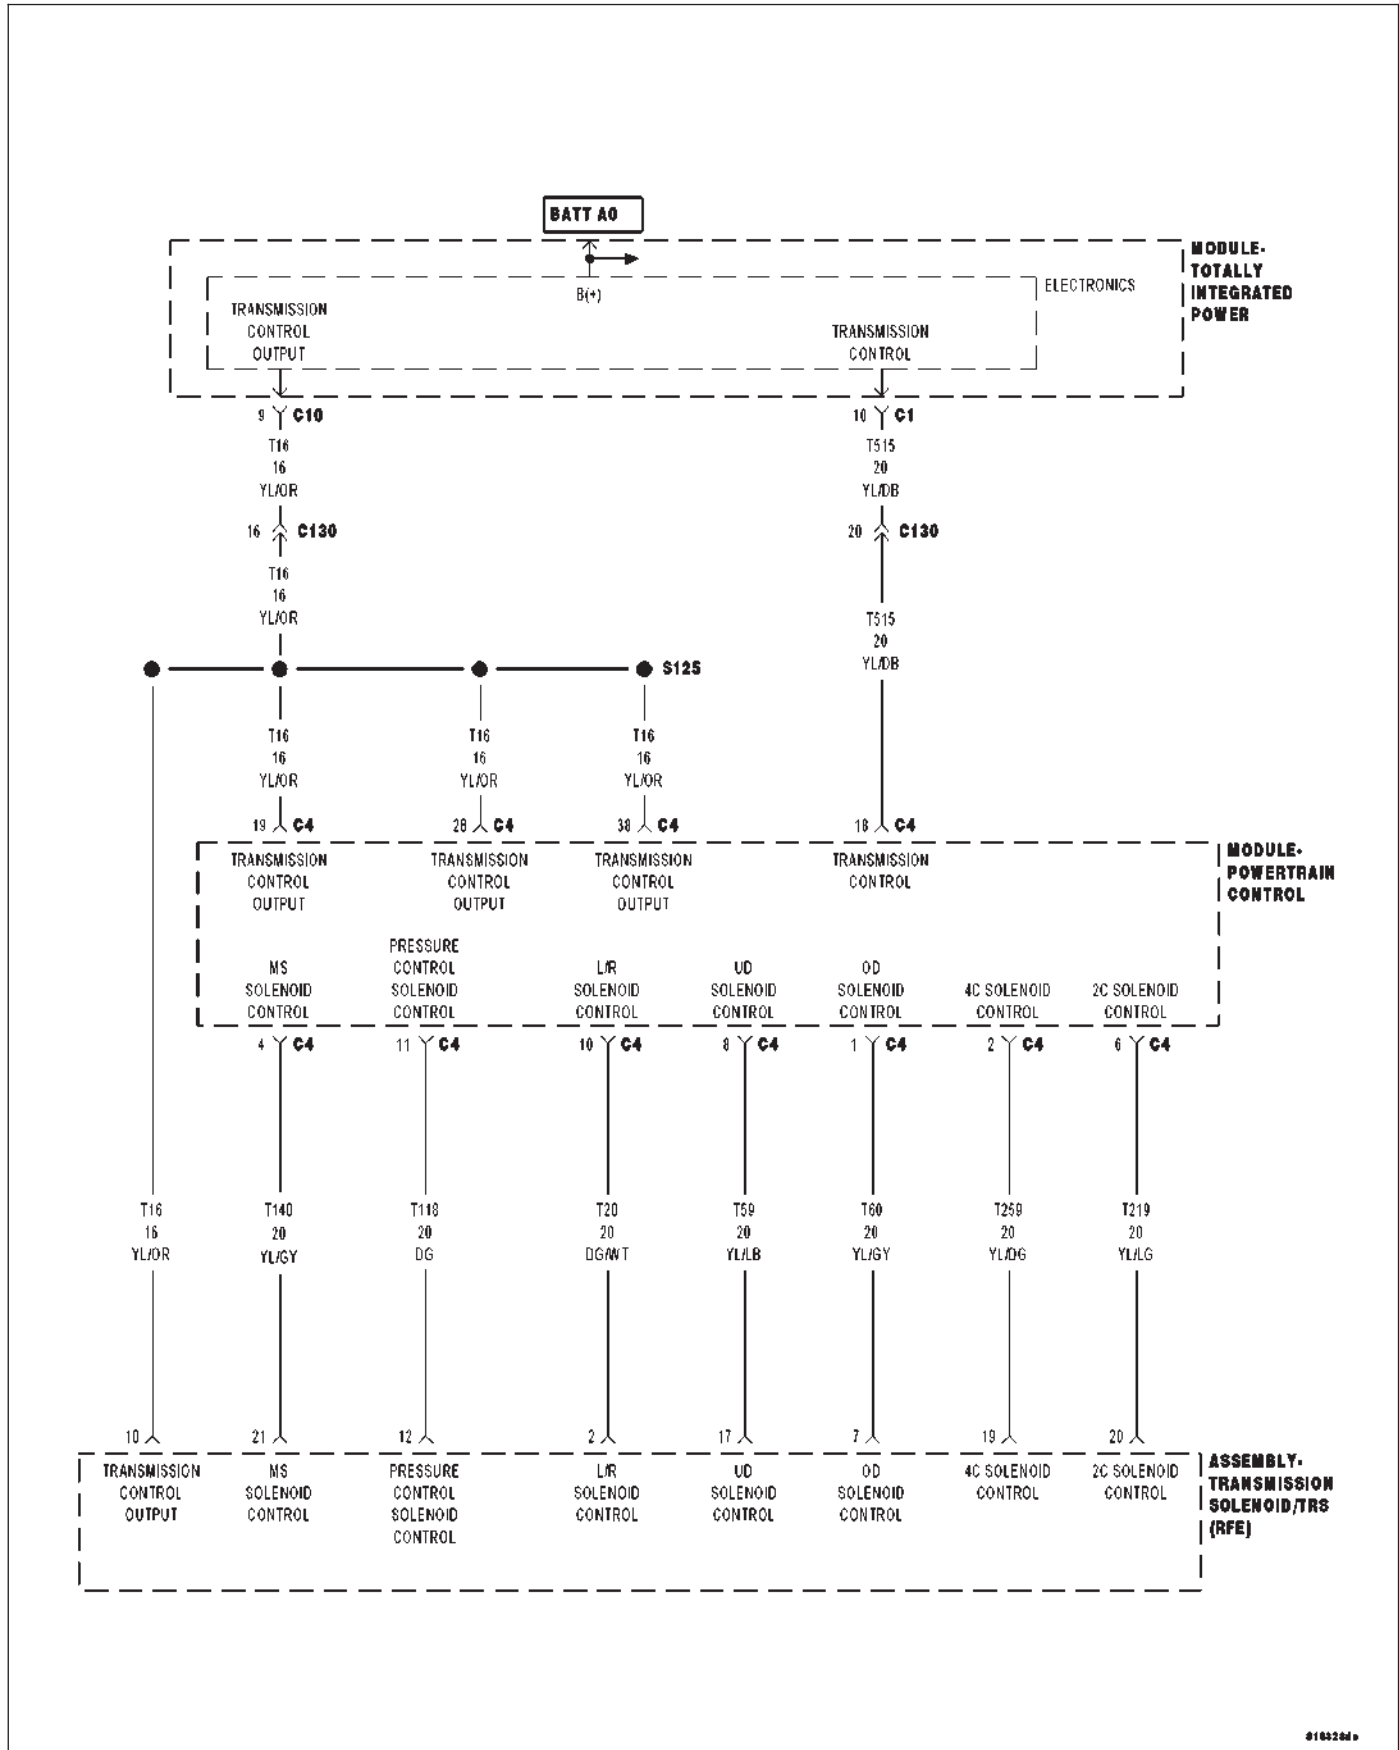 BATT A0
MODULE-
TOTALLY
INTEGRATED
POWER
ELECTRONICS
B(+)
TRANSMISSION
CONTROL
OUTPUT
TRANSMISSION
CONTROL
9 C10
10 C1
T16
16
YL/OR
T515
20
YL/DB
16 C130
20 C130
T16
16
YL/OR
T515
20
YL/DB
S125
T16
16
YL/OR
T16
16
YL/OR
T16
16
YL/OR
19 C4
28 C4
38 C4
18 C4
MODULE-
POWERTRAIN
CONTROL
TRANSMISSION
CONTROL
OUTPUT
TRANSMISSION
CONTROL
OUTPUT
TRANSMISSION
CONTROL
OUTPUT
TRANSMISSION
CONTROL
MS
SOLENOID
CONTROL
PRESSURE
CONTROL
SOLENOID
CONTROL
L/R
SOLENOID
CONTROL
UD
SOLENOID
CONTROL
OD
SOLENOID
CONTROL
4C SOLENOID
CONTROL
2C SOLENOID
CONTROL
4 C4
11 C4
10 C4
8 C4
1 C4
2 C4
6 C4
T16
16
YL/OR
T140
20
YL/GY
T118
20
DG
T20
20
DG/WT
T59
20
YL/LB
T60
20
YL/GY
T259
20
YL/DG
T219
20
YL/LG
10
21
12
2
17
7
19
20
TRANSMISSION
CONTROL
OUTPUT
MS
SOLENOID
CONTROL
PRESSURE
CONTROL
SOLENOID
CONTROL
L/R
SOLENOID
CONTROL
UD
SOLENOID
CONTROL
OD
SOLENOID
CONTROL
4C SOLENOID
CONTROL
2C SOLENOID
CONTROL
ASSEMBLY-
TRANSMISSION
SOLENOID/TRS
(RFE)